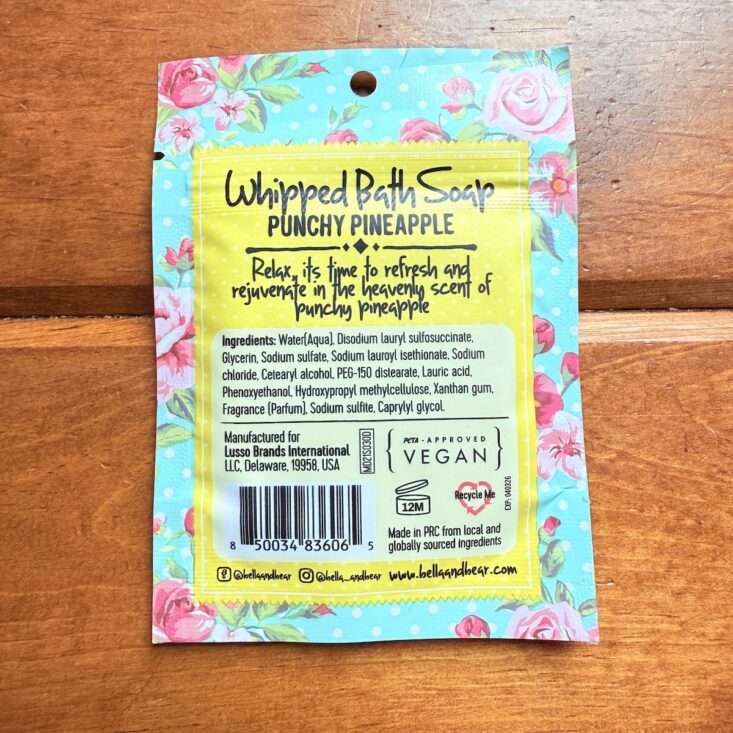 Whipped Bath Soap
PUNCHY PINEAPPLE
Relax, its time to refresh and
rejuvenate in the heavenly scent of
punchy pineapple
Ingredients: Water(Aqua), Disodium lauryl sulfosuccinate,
Glycerin, Sodium sulfate, Sodium lauroyl isethionate, Sodium
chloride, Cetearyl alcohol, PEG-150 distearate, Lauric acid,
Phenoxyethanol, Hydroxypropyl methylcellulose, Xanthan gum,
Fragrance (Parfum), Sodium sulfite, Caprylyl glycol.
Manufactured for
Lusso Brands International
LLC, Delaware, 19958, USA
PETA - APPROVED
VEGAN
12M
Recycle Me
EXP: 040326
8 50034 83606 5
Made in PRC from local and
globally sourced ingredients
@bellaandbear @bella_andbear www.bellaandbear.com